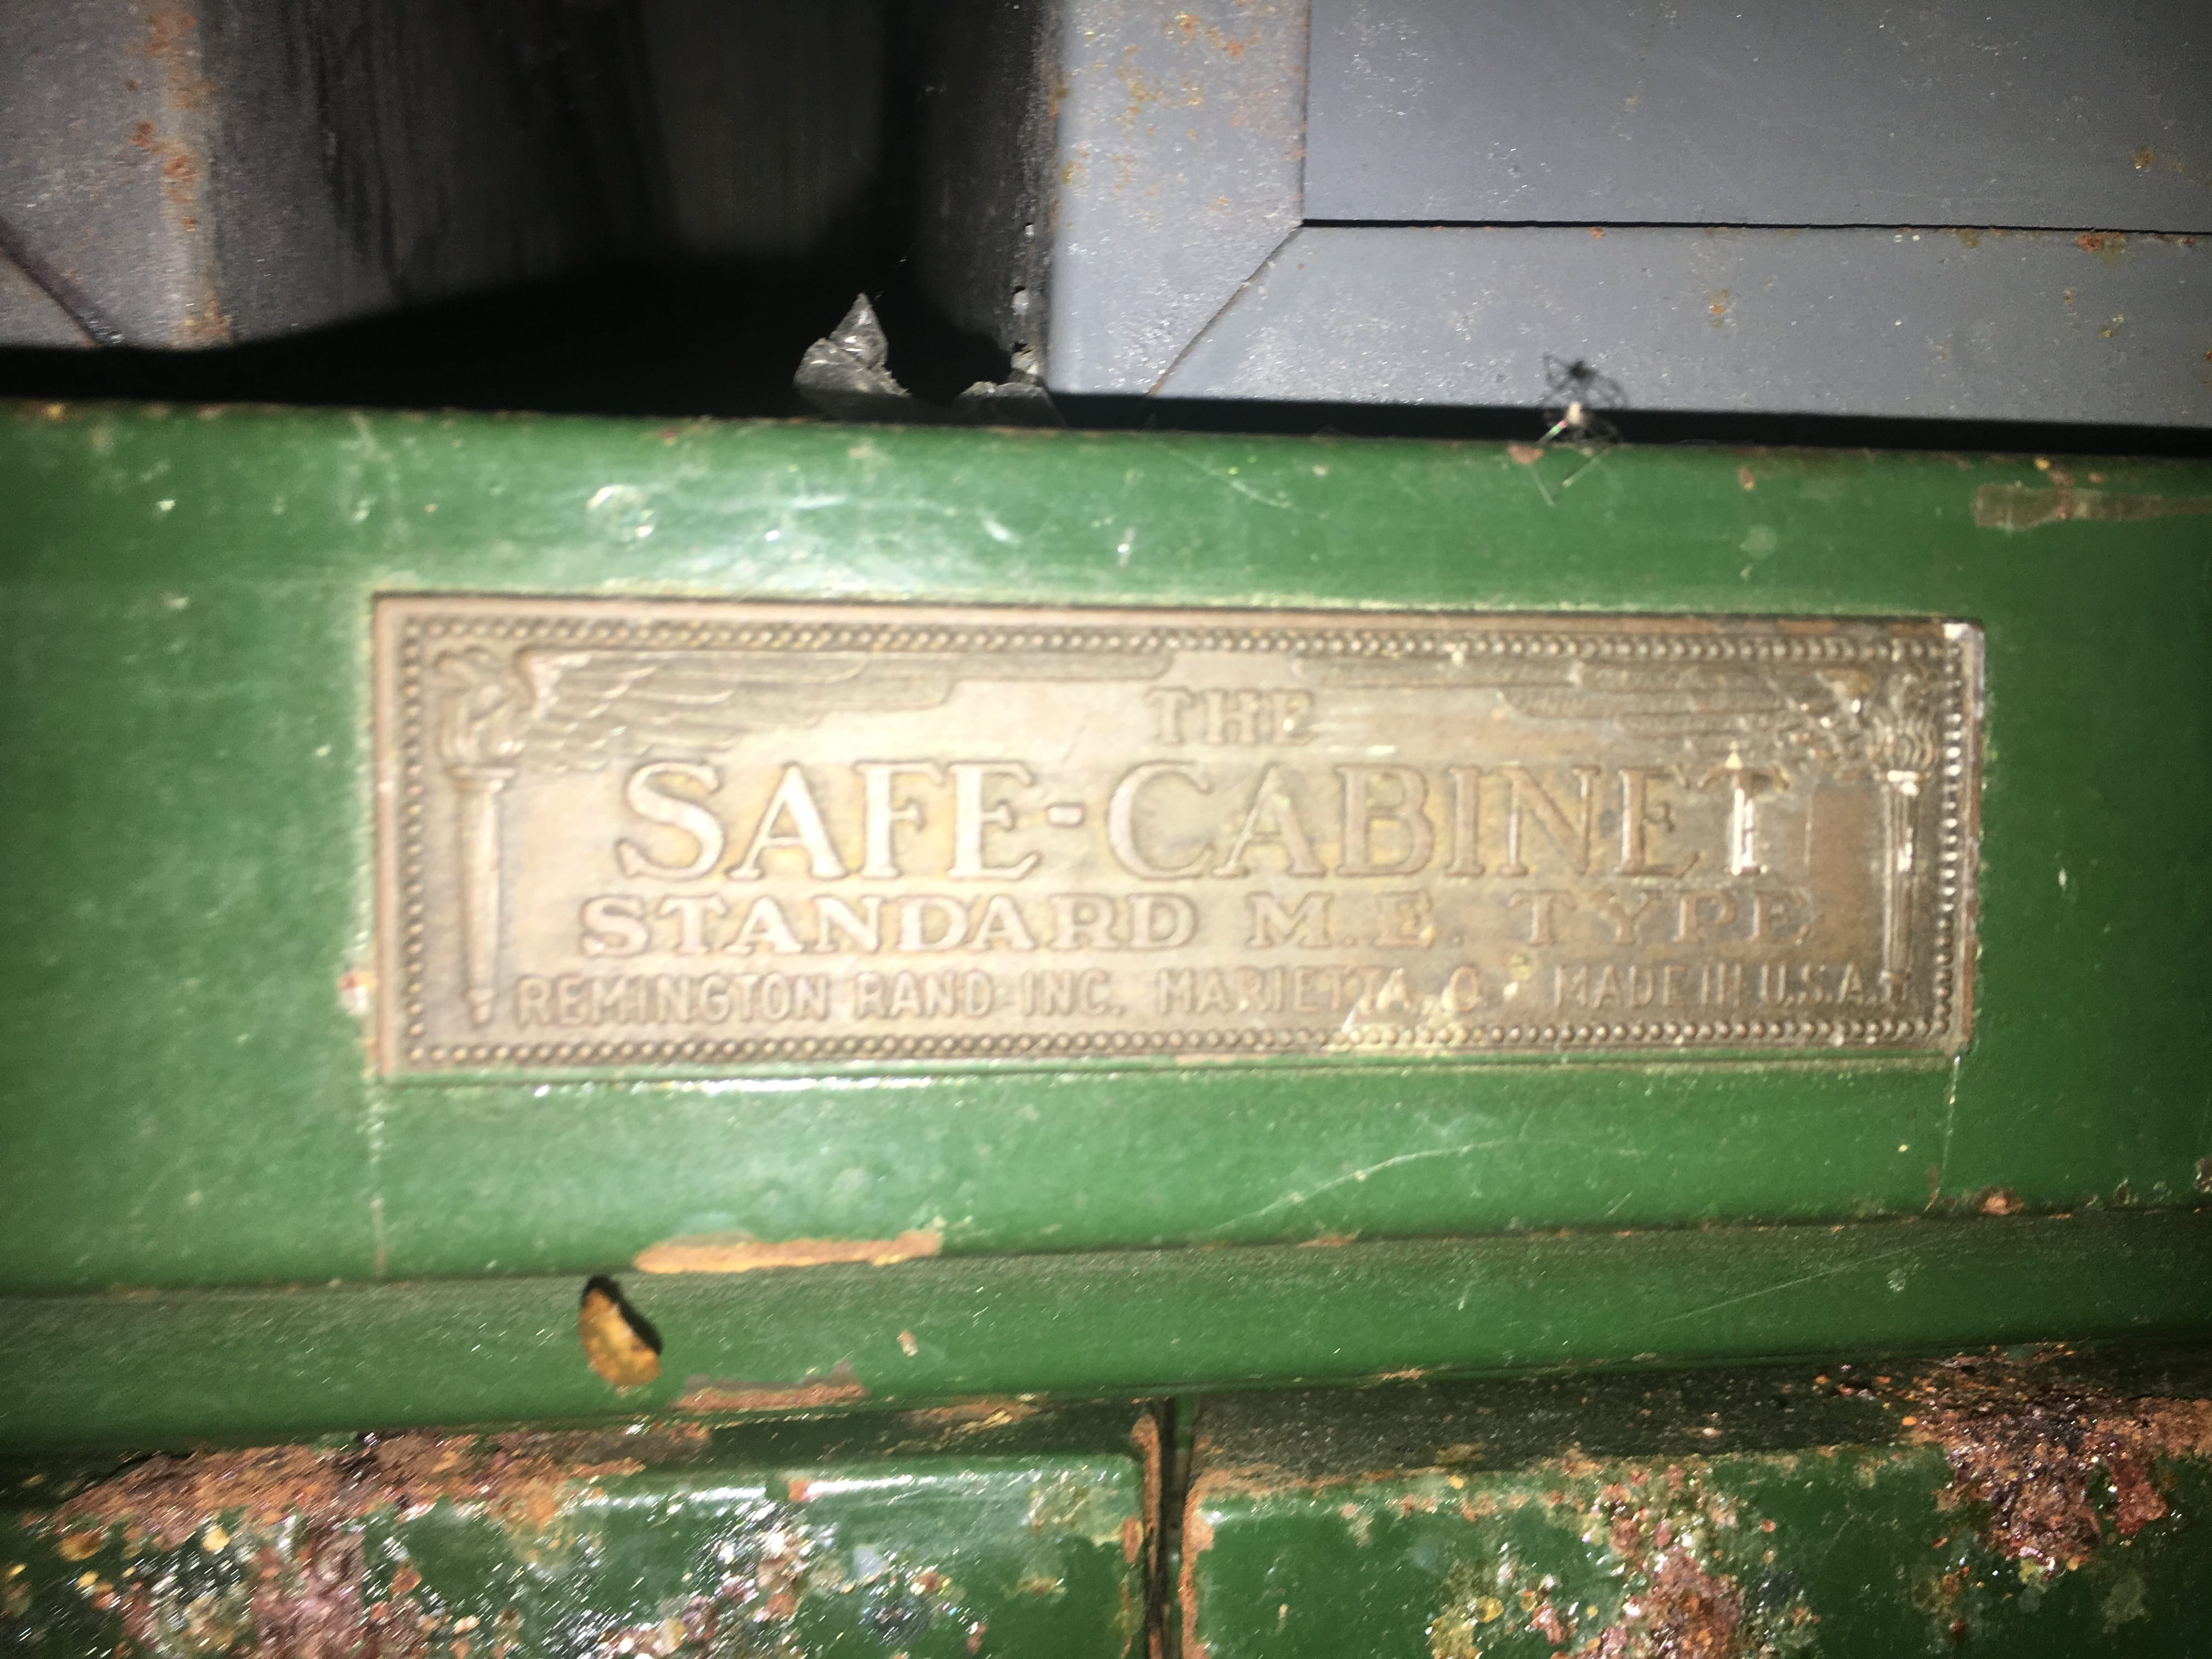 THE
SAFE-CABINET
STANDARD M.E. TYPE
REMINGTON RAND INC. MARIETTA, O. MADE IN U.S.A.